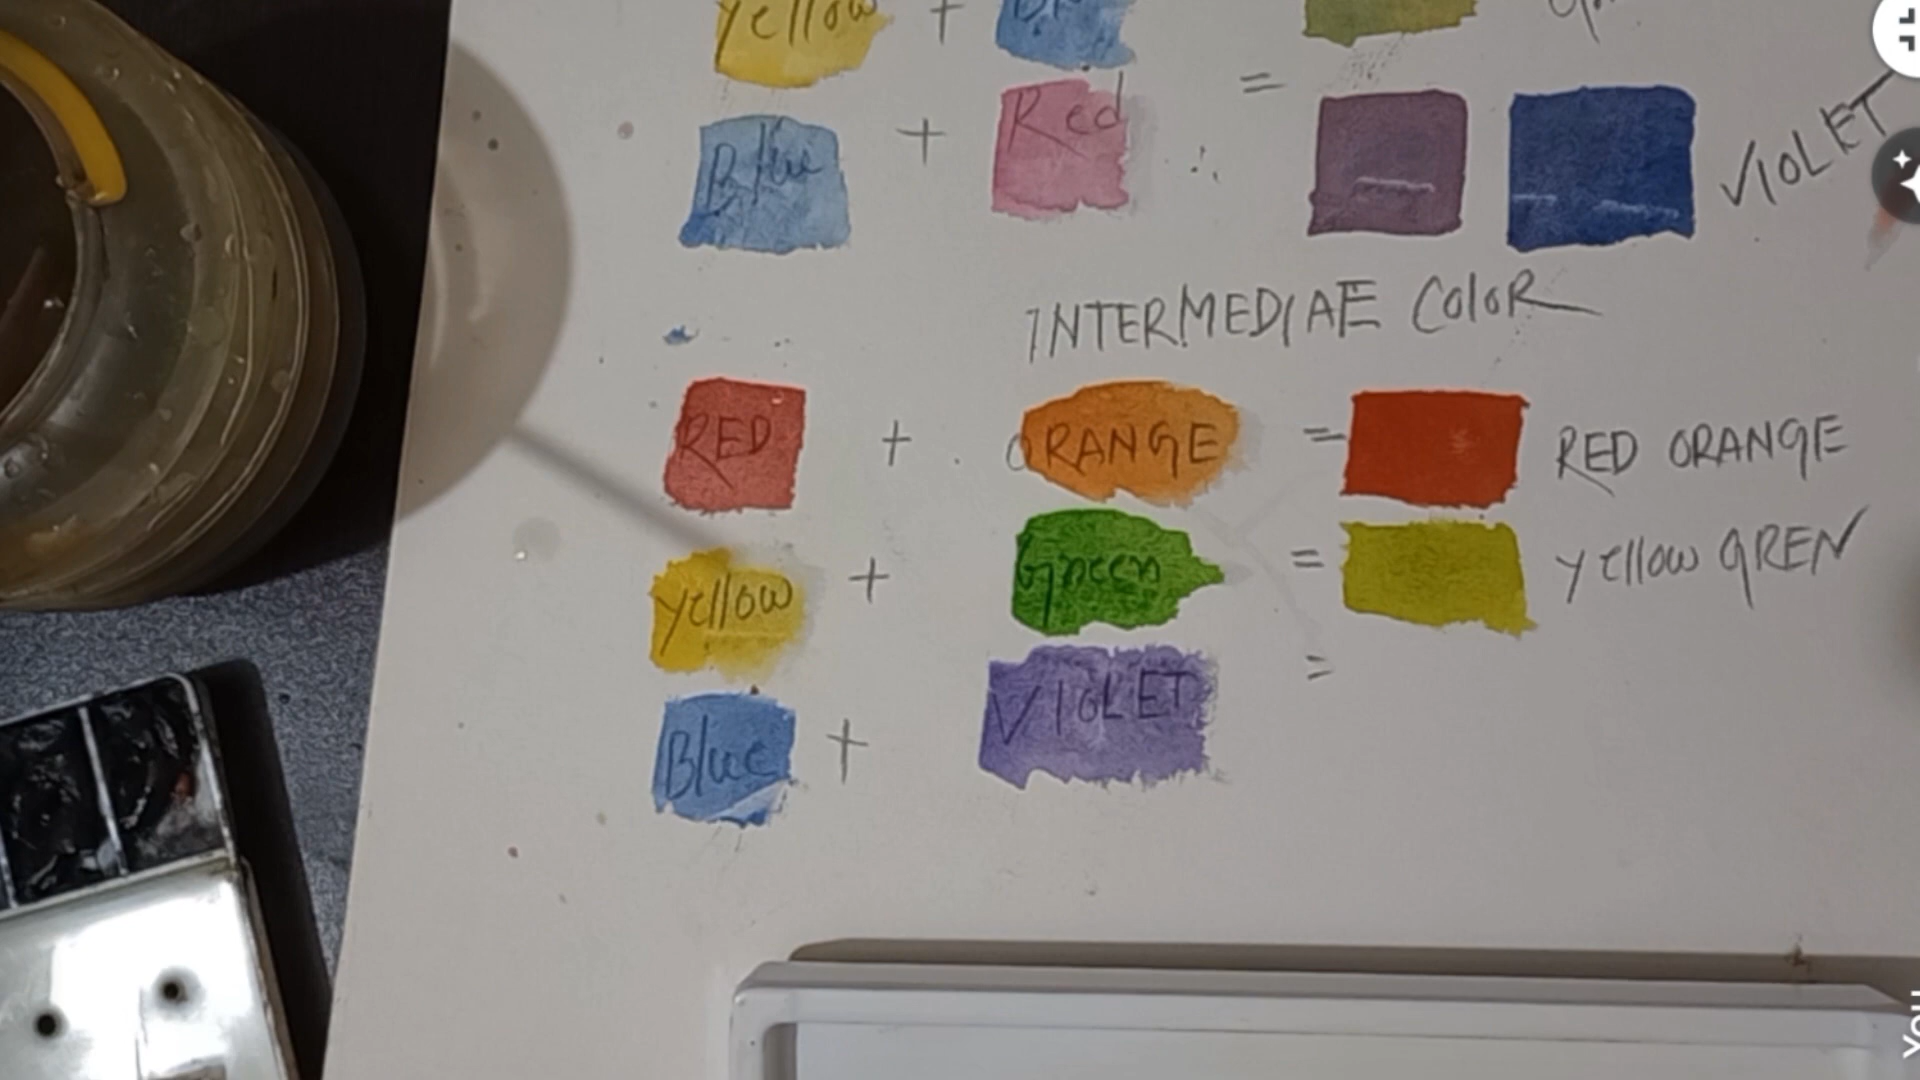 Yellow +
Blue + Red = VIOLET
INTERMEDIAE COLOR
RED + ORANGE = RED ORANGE
Yellow + Green = Yellow GREN
Blue + VIOLET =